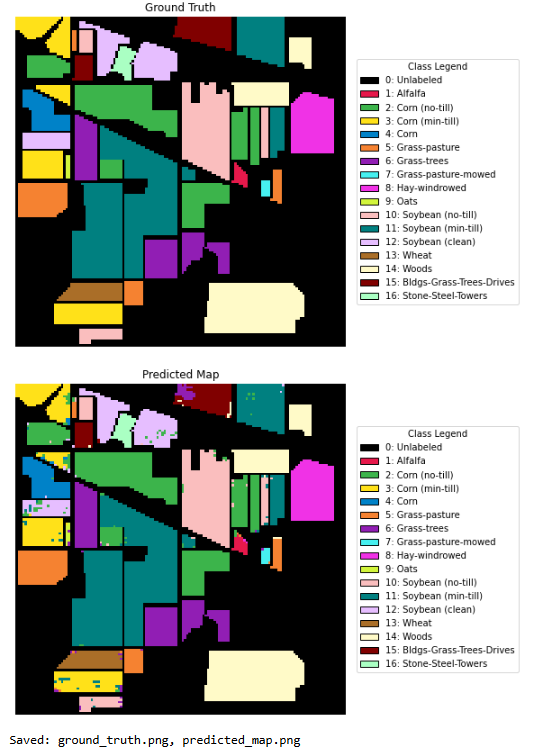 Ground Truth
Class Legend
0: Unlabeled
1: Alfalfa
2: Corn (no-till)
3: Corn (min-till)
4: Corn
5: Grass-pasture
6: Grass-trees
7: Grass-pasture-mowed
8: Hay-windrowed
9: Oats
10: Soybean (no-till)
11: Soybean (min-till)
12: Soybean (clean)
13: Wheat
14: Woods
15: Bldgs-Grass-Trees-Drives
16: Stone-Steel-Towers
Predicted Map
Class Legend
0: Unlabeled
1: Alfalfa
2: Corn (no-till)
3: Corn (min-till)
4: Corn
5: Grass-pasture
6: Grass-trees
7: Grass-pasture-mowed
8: Hay-windrowed
9: Oats
10: Soybean (no-till)
11: Soybean (min-till)
12: Soybean (clean)
13: Wheat
14: Woods
15: Bldgs-Grass-Trees-Drives
16: Stone-Steel-Towers
Saved: ground_truth.png, predicted_map.png